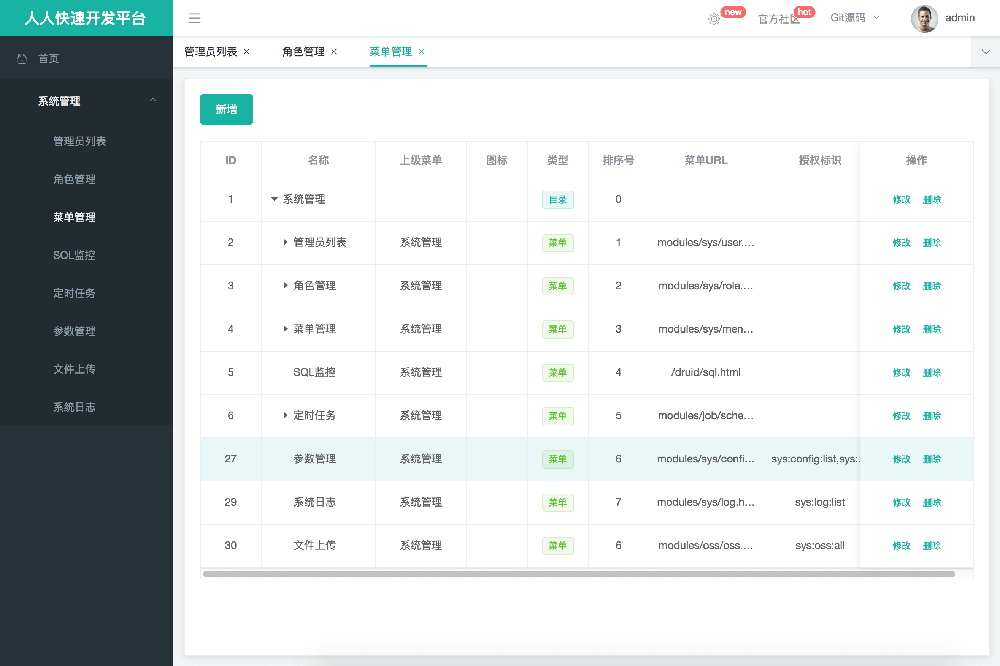 人人快速开发平台
new
官方社区
hot
Git源码
admin
首页
系统管理
管理员列表
角色管理
菜单管理
SQL监控
定时任务
参数管理
文件上传
系统日志
管理员列表 角色管理 菜单管理
新增
ID 名称 上级菜单 图标 类型 排序号 菜单URL 授权标识 操作
1 系统管理 目录 0 修改 删除
2 管理员列表 系统管理 菜单 1 modules/sys/user.... 修改 删除
3 角色管理 系统管理 菜单 2 modules/sys/role.... 修改 删除
4 菜单管理 系统管理 菜单 3 modules/sys/men... 修改 删除
5 SQL监控 系统管理 菜单 4 /druid/sql.html 修改 删除
6 定时任务 系统管理 菜单 5 modules/job/sche... 修改 删除
27 参数管理 系统管理 菜单 6 modules/sys/confi... sys:config:list,sys:. 修改 删除
29 系统日志 系统管理 菜单 7 modules/sys/log.h... sys:log:list 修改 删除
30 文件上传 系统管理 菜单 6 modules/oss/oss.... sys:oss:all 修改 删除